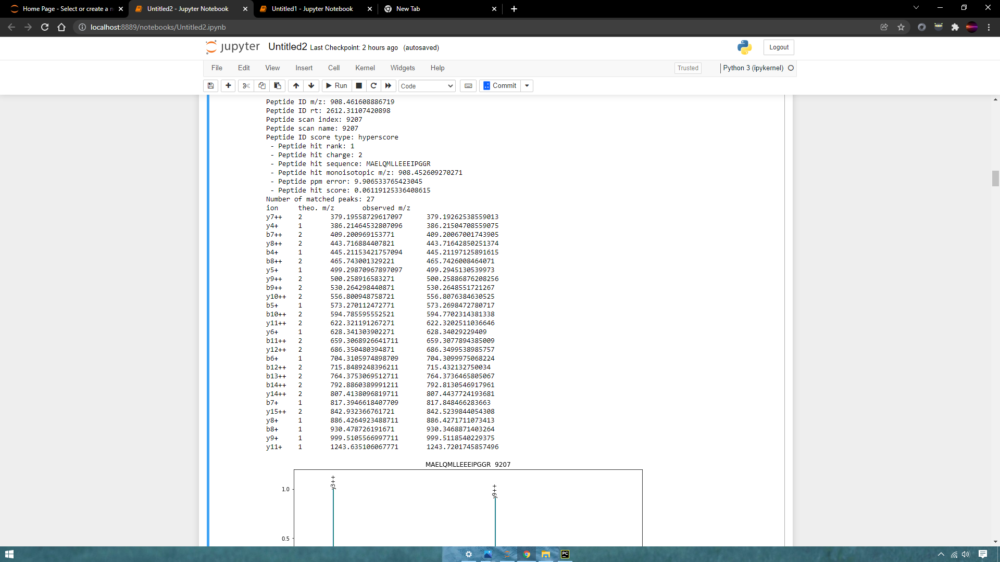 Home Page - Select or create a n
Untitled2 - Jupyter Notebook
Untitled1 - Jupyter Notebook
New Tab
localhost:8889/notebooks/Untitled2.ipynb
jupyter Untitled2 Last Checkpoint: 2 hours ago (autosaved)
Logout
File Edit View Insert Cell Kernel Widgets Help
Trusted
Python 3 (ipykernel)
Run
Code
Commit
Peptide ID m/z: 908.461608886719
Peptide ID rt: 2612.31107420898
Peptide scan index: 9207
Peptide scan name: 9207
Peptide ID score type: hyperscore
- Peptide hit rank: 1
- Peptide hit charge: 2
- Peptide hit sequence: MAELQMLLEEEIPGGR
- Peptide hit monoisotopic m/z: 908.452609270271
- Peptide ppm error: 9.906533765423045
- Peptide hit score: 0.06119125336408615
Number of matched peaks: 27
ion theo. m/z observed m/z
y7++ 2 379.19558729617097 379.19262538559013
y4+ 1 386.21464532807096 386.21504708559075
b7++ 2 409.200969153771 409.20067001743905
y8++ 2 443.716884407821 443.71642850251374
b4+ 1 445.21153421757094 445.21197125891615
b8++ 2 465.743001329221 465.7426008464071
y5+ 1 499.29870967897097 499.2945130539973
y9++ 2 500.258916583271 500.25886876208256
b9++ 2 530.264298440871 530.2648551721267
y10++ 2 556.800948758721 556.8076384630525
b5+ 1 573.270112472771 573.2698472780717
b10++ 2 594.785595552521 594.7702314381338
y11++ 2 622.321191267271 622.3202511036646
y6+ 1 628.341303902271 628.34029229409
b11++ 2 659.3068926641711 659.3077894385009
y12++ 2 686.350480394871 686.3499538985757
b6+ 1 704.3105974898709 704.3099975068224
b12++ 2 715.8489248396211 715.432132750034
b13++ 2 764.3753069512711 764.3736465805067
b14++ 2 792.8860389991211 792.8130546917961
y14++ 2 807.4138096819711 807.4437724193681
b7+ 1 817.3946618407709 817.848466283663
y15++ 2 842.932366761721 842.5239844054308
y8+ 1 886.4264923488711 886.4271711073413
b8+ 1 930.478726191671 930.3468871403264
y9+ 1 999.5105566997711 999.5118540229375
y11+ 1 1243.635106067771 1243.7201745857496
MAELQMLLEEEIPGGR 9207
y3++
y9++
1.0
0.5
PC